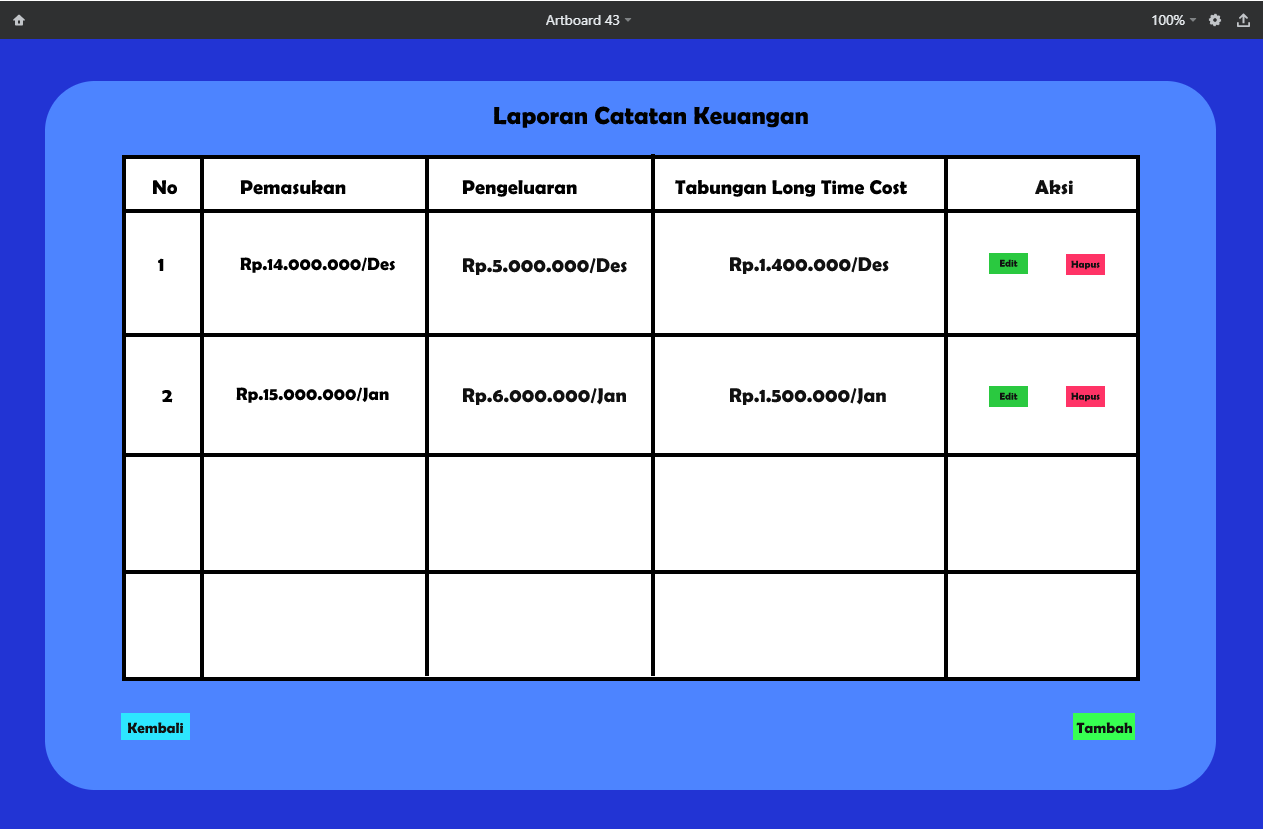 Artboard 43
100%
Laporan Catatan Keuangan
No Pemasukan Pengeluaran Tabungan Long Time Cost Aksi
1 Rp.14.000.000/Des Rp.5.000.000/Des Rp.1.400.000/Des Edit Hapus
2 Rp.15.000.000/Jan Rp.6.000.000/Jan Rp.1.500.000/Jan Edit Hapus
Kembali Tambah